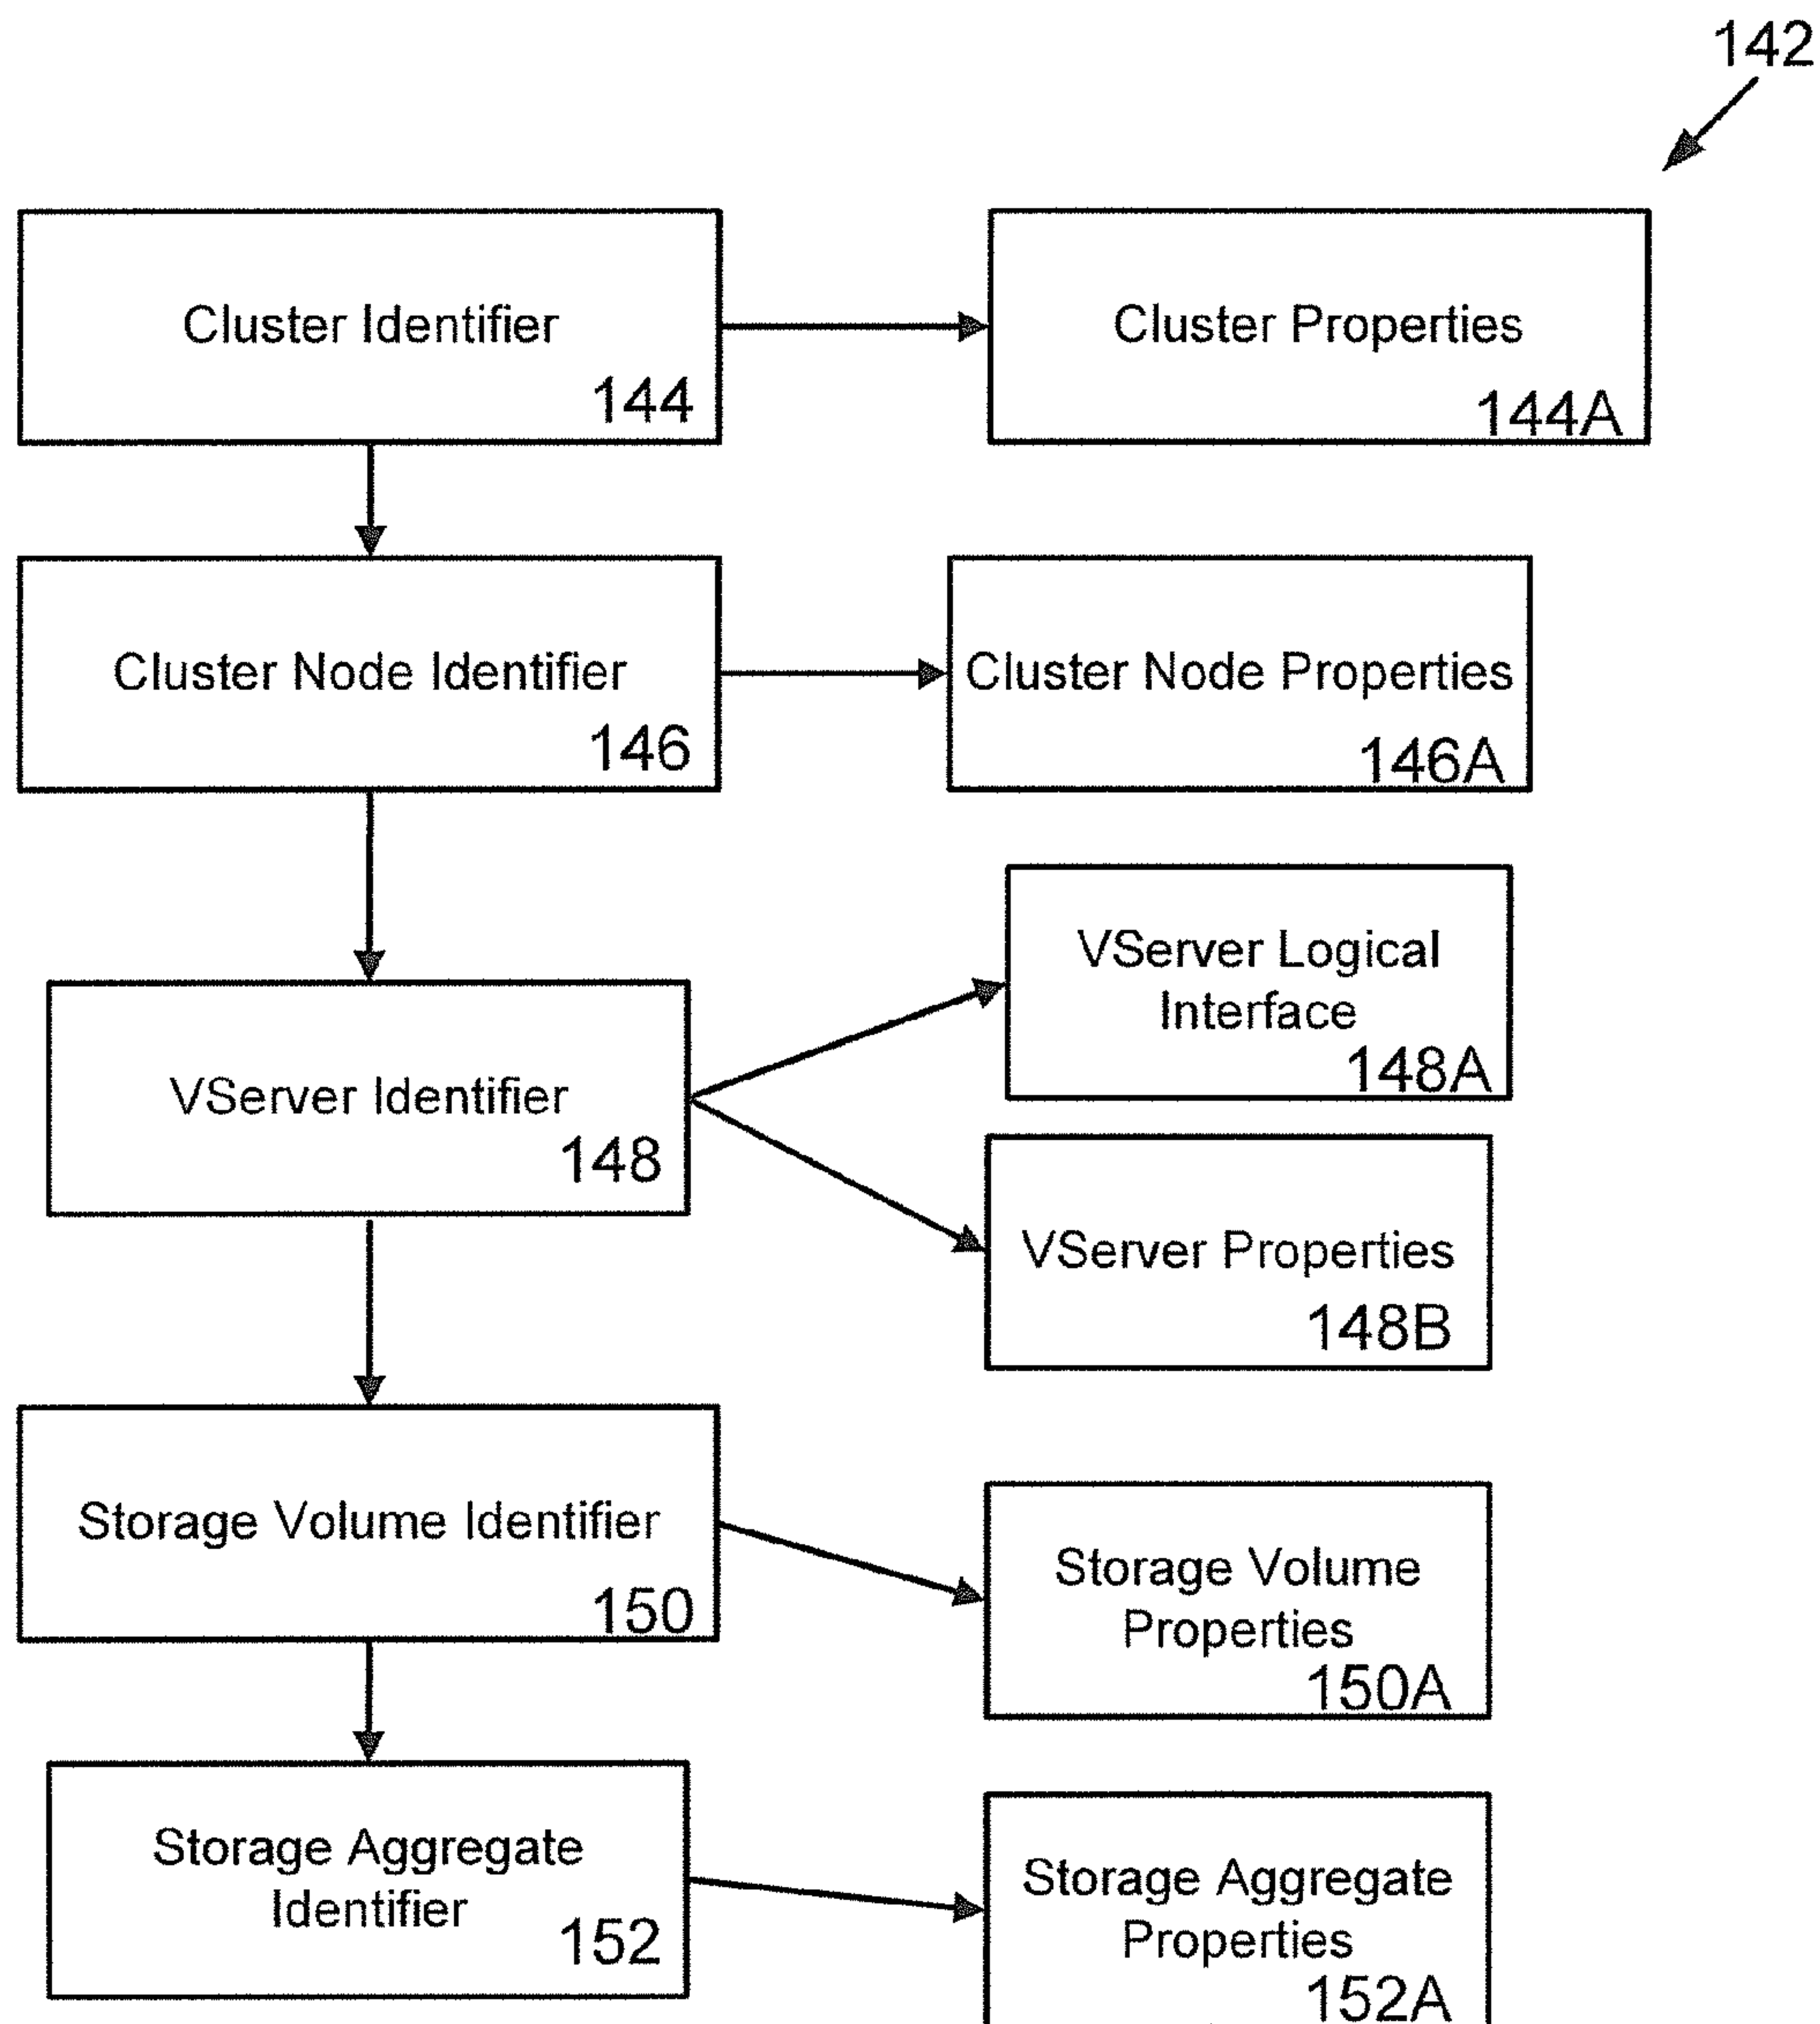 142
Cluster Identifier
144
Cluster Properties
144A
Cluster Node Identifier
146
Cluster Node Properties
146A
VServer Logical
Interface
148A
VServer Identifier
148
VServer Properties
148B
Storage Volume Identifier
150
Storage Volume
Properties
150A
Storage Aggregate
Identifier
152
Storage Aggregate
Properties
152A